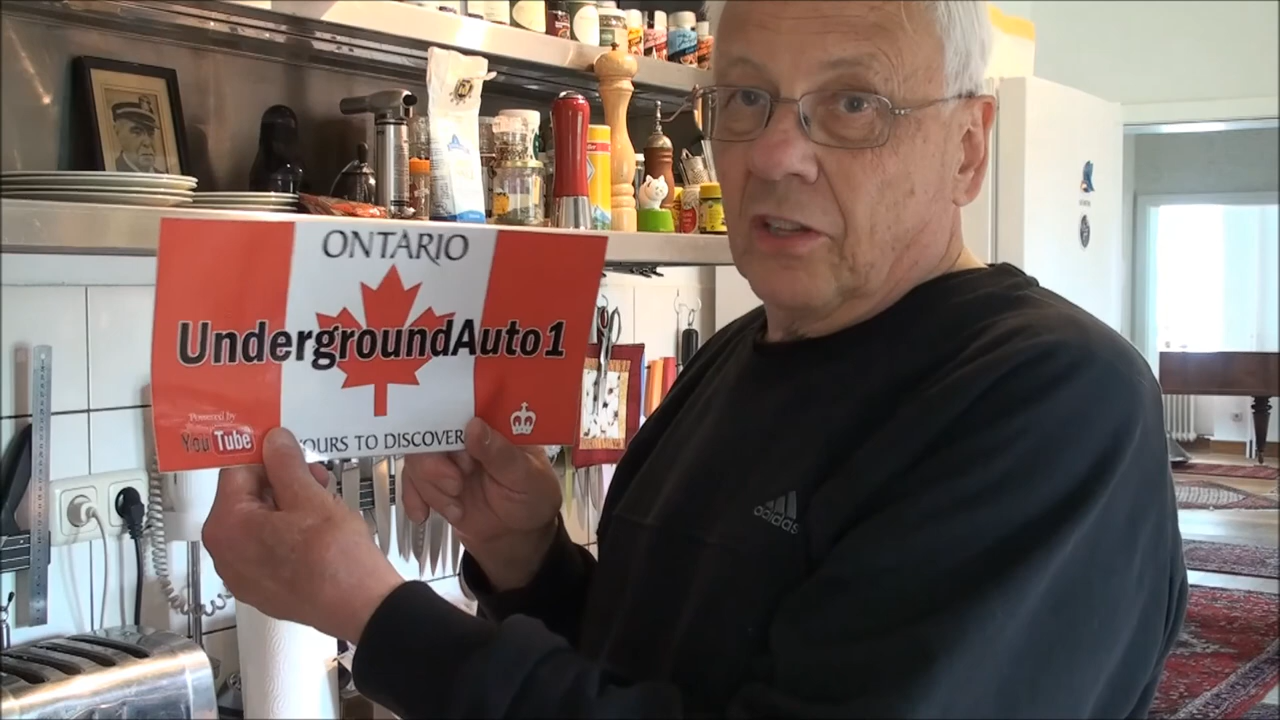 ONTARIO
UndergroundAuto1
Powered by
YouTube
YOURS TO DISCOVER
adidas